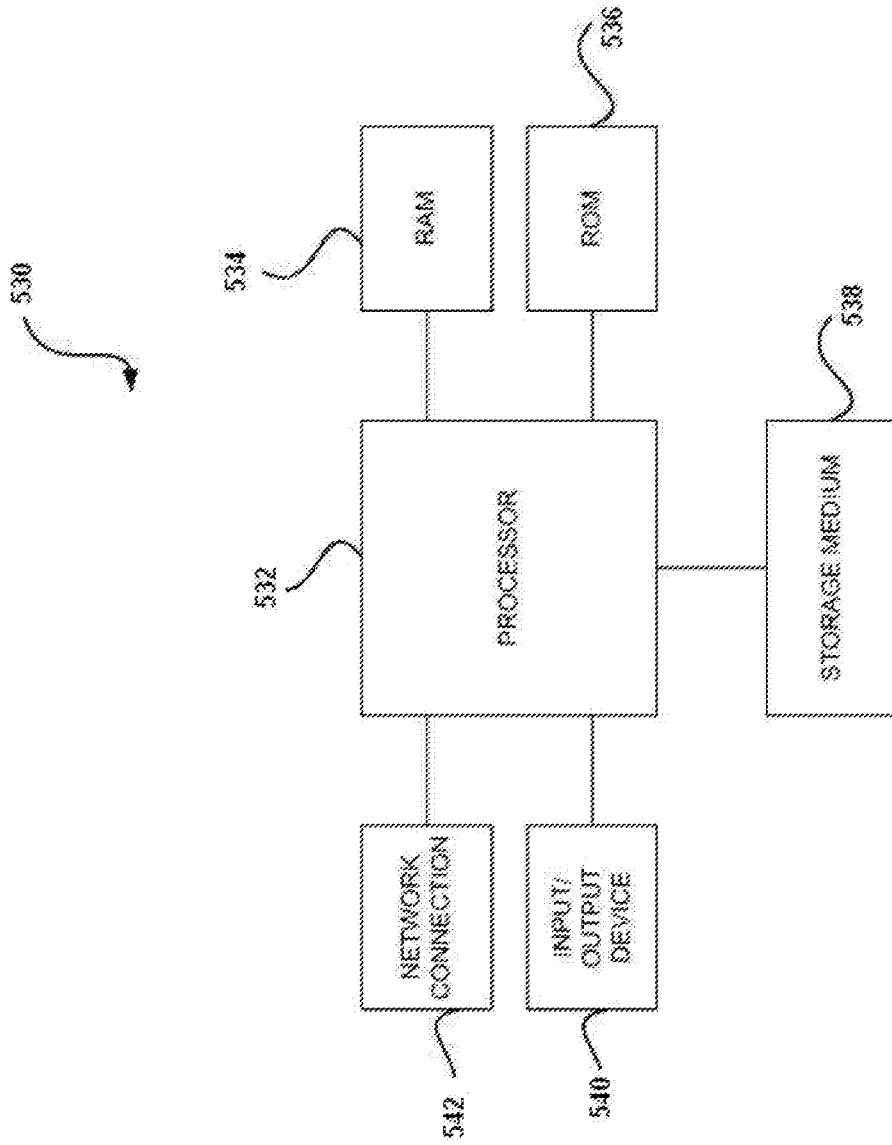 530
534
RAM
536
ROM
532
PROCESSOR
538
STORAGE MEDIUM
542
NETWORK
CONNECTION
540
INPUT/
OUTPUT
DEVICE